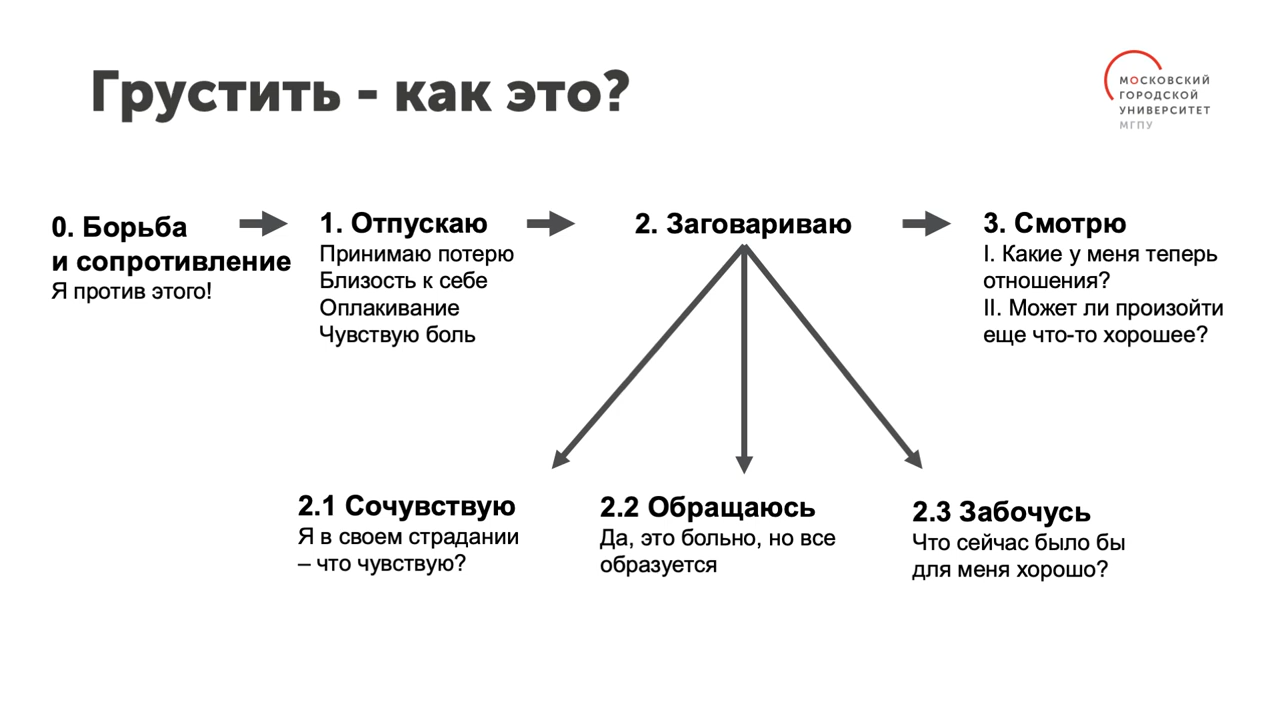 Грустить - как это?
МОСКОВСКИЙ
ГОРОДСКОЙ
УНИВЕРСИТЕТ
МГПУ
0. Борьба
и сопротивление
Я против этого!
1. Отпускаю
Принимаю потерю
Близость к себе
Оплакивание
Чувствую боль
2. Заговариваю
3. Смотрю
I. Какие у меня теперь
отношения?
II. Может ли произойти
еще что-то хорошее?
2.1 Сочувствую
Я в своем страдании
– что чувствую?
2.2 Обращаюсь
Да, это больно, но все
образуется
2.3 Забочусь
Что сейчас было бы
для меня хорошо?